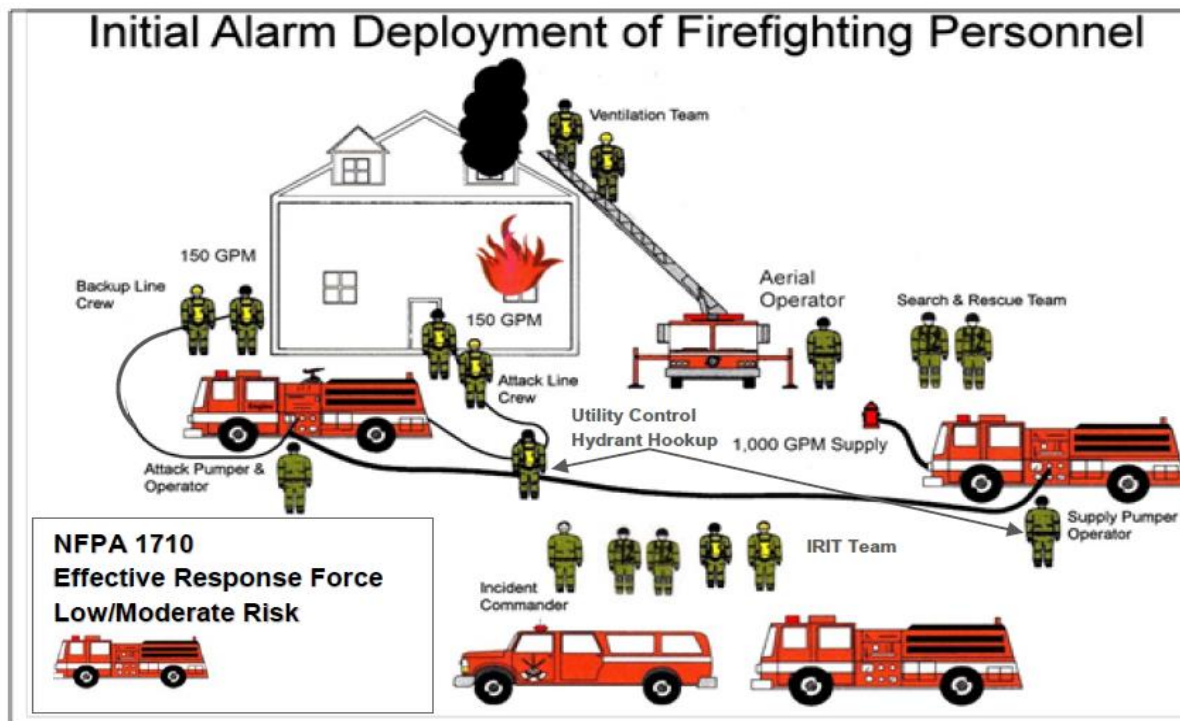 Initial Alarm Deployment of Firefighting Personnel
Ventilation Team
150 GPM
Backup Line
Crew
150 GPM
Aerial
Operator
Search & Rescue Team
Attack Line
Crew
Utility Control
Hydrant Hookup
1,000 GPM Supply
Attack Pumper &
Operator
Supply Pumper
Operator
IRIT Team
Incident
Commander
NFPA 1710
Effective Response Force
Low/Moderate Risk